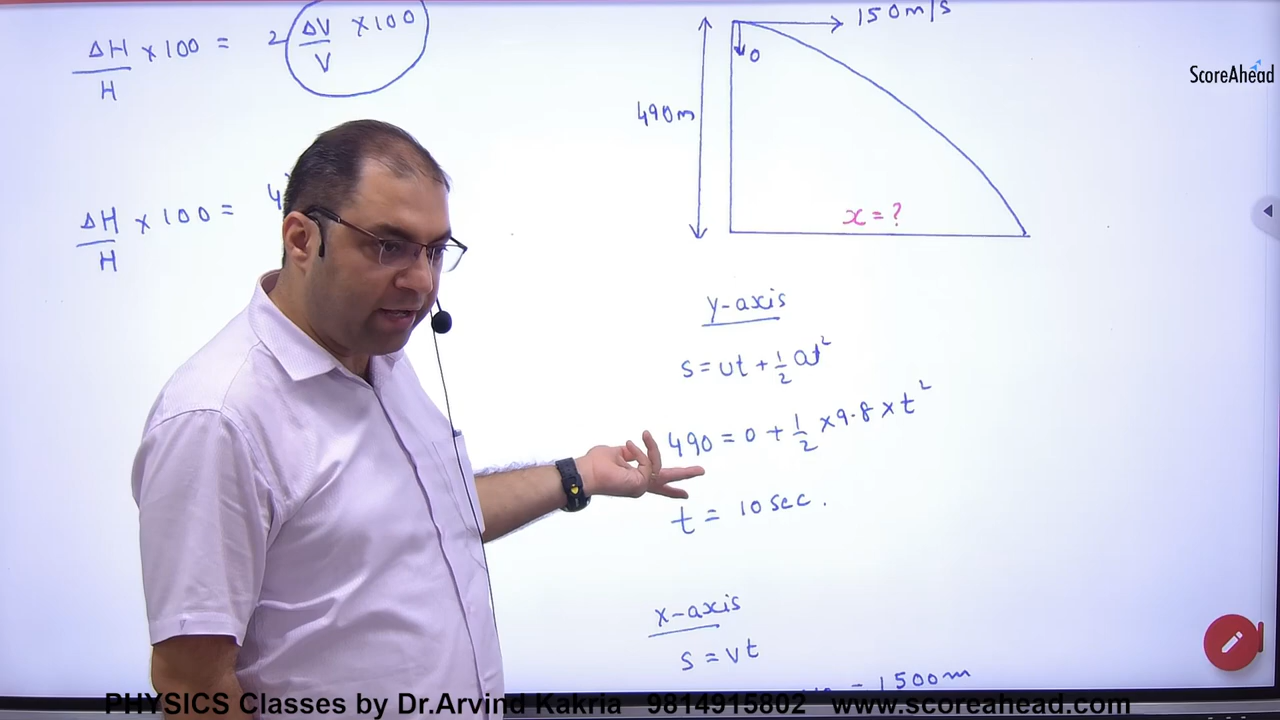 ΔH/H × 100 = 2 ΔV/V × 100
ΔH/H × 100 = 4
150 m/s
0
490m
x = ?
y-axis
s = ut + 1/2 at²
490 = 0 + 1/2 × 9.8 × t²
t = 10 sec.
x-axis
s = vt
= 1500m
ScoreAhead
PHYSICS Classes by Dr.Arvind Kakria 9814915802 www.scoreahead.com